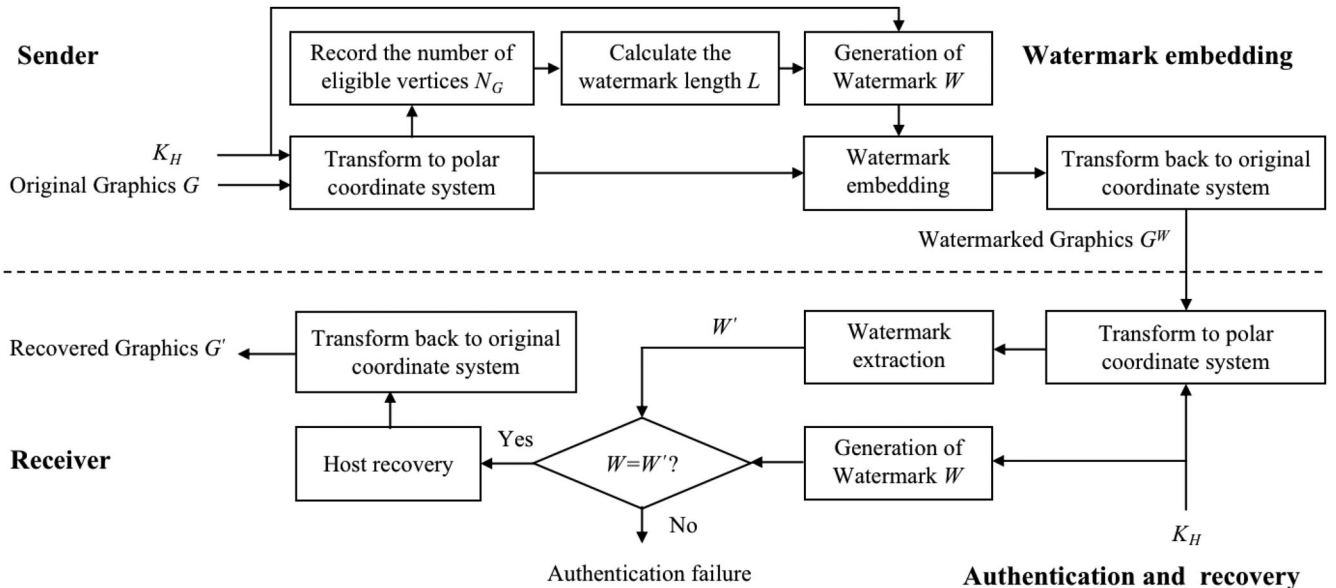 Sender
Record the number of
eligible vertices N_G
Calculate the
watermark length L
Generation of
Watermark W
Watermark embedding
K_H
Original Graphics G
Transform to polar
coordinate system
Watermark
embedding
Transform back to original
coordinate system
Watermarked Graphics G^W
Recovered Graphics G′
Transform back to original
coordinate system
W′
Watermark
extraction
Transform to polar
coordinate system
Receiver
Host recovery
Yes
W=W′?
Generation of
Watermark W
No
K_H
Authentication failure
Authentication and recovery